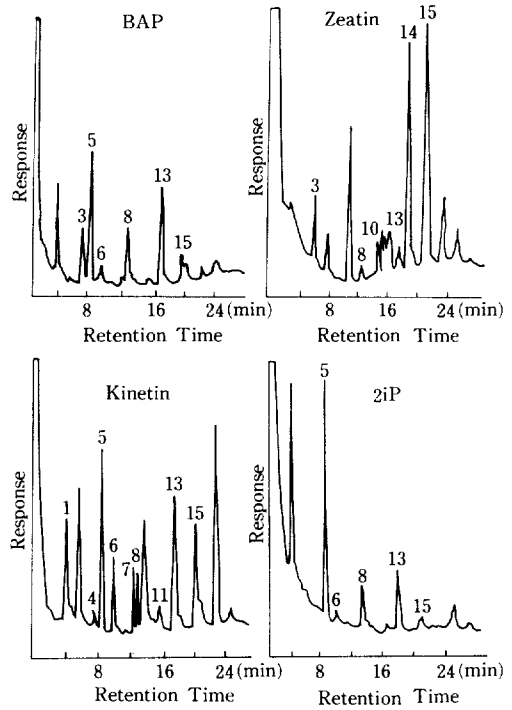 BAP
Response
3
5
6
8
13
15
8
16
24 (min)
Retention Time
Zeatin
Response
3
8
10
13
14
15
8
16
24 (min)
Retention Time
Kinetin
Response
1
4
5
6
7
8
11
13
15
8
16
24 (min)
Retention Time
2iP
Response
5
6
8
13
15
8
16
24 (min)
Retention Time